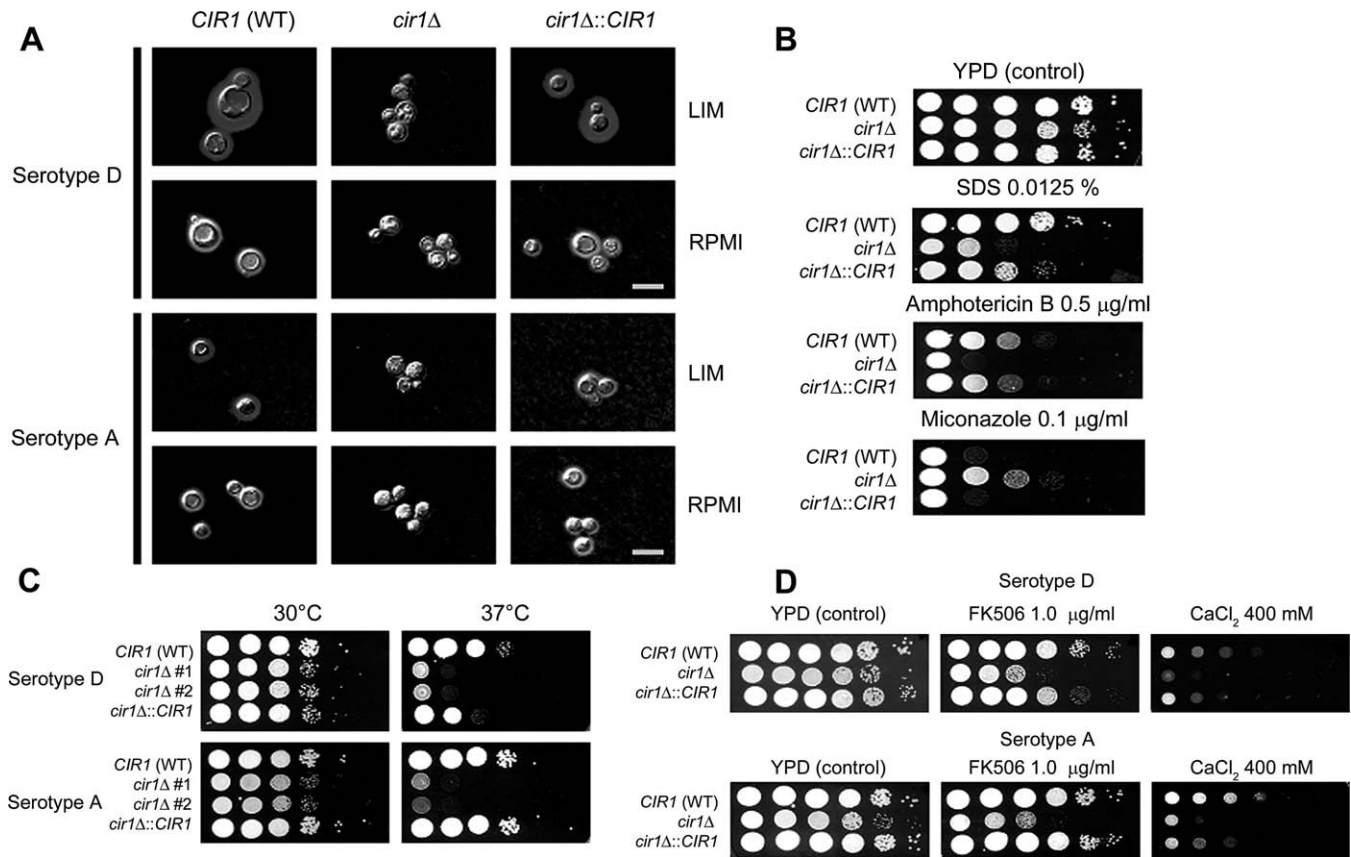 A
CIR1 (WT)
cir1Δ
cir1Δ::CIR1
Serotype D
LIM
RPMI
Serotype A
LIM
RPMI
B
YPD (control)
CIR1 (WT)
cir1Δ
cir1Δ::CIR1
SDS 0.0125 %
CIR1 (WT)
cir1Δ
cir1Δ::CIR1
Amphotericin B 0.5 μg/ml
CIR1 (WT)
cir1Δ
cir1Δ::CIR1
Miconazole 0.1 μg/ml
CIR1 (WT)
cir1Δ
cir1Δ::CIR1
C
30°C
37°C
Serotype D
CIR1 (WT)
cir1Δ #1
cir1Δ #2
cir1Δ::CIR1
Serotype A
CIR1 (WT)
cir1Δ #1
cir1Δ #2
cir1Δ::CIR1
D
Serotype D
YPD (control)
FK506 1.0 μg/ml
CaCl₂ 400 mM
CIR1 (WT)
cir1Δ
cir1Δ::CIR1
Serotype A
YPD (control)
FK506 1.0 μg/ml
CaCl₂ 400 mM
CIR1 (WT)
cir1Δ
cir1Δ::CIR1